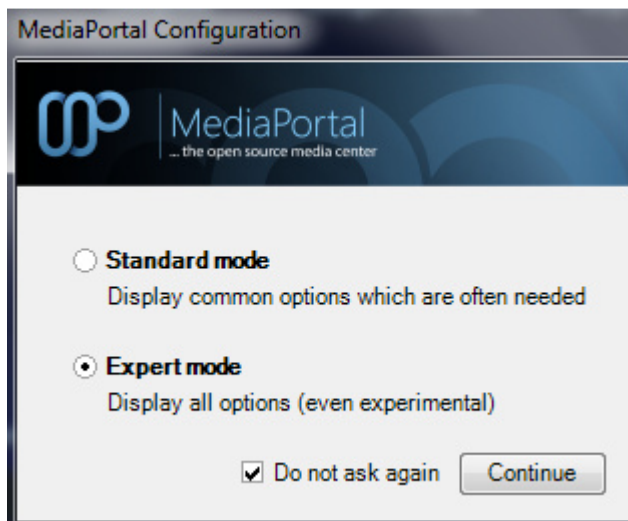 MediaPortal Configuration
MediaPortal
... the open source media center
Standard mode
Display common options which are often needed
Expert mode
Display all options (even experimental)
Do not ask again
Continue